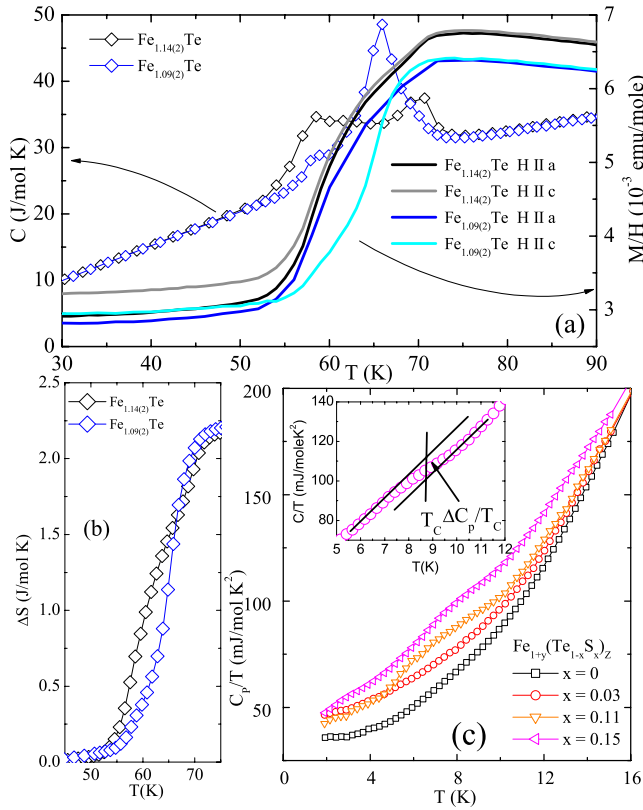 50
40
30
20
10
0
C (J/mol K)
Fe1.14(2)Te
Fe1.09(2)Te
7
6
5
4
3
M/H (10-3 emu/mole)
Fe1.14(2)Te H II a
Fe1.14(2)Te H II c
Fe1.09(2)Te H II a
Fe1.09(2)Te H II c
(a)
30 40 50 60 70 80 90
T (K)
2.5
2.0
1.5
1.0
0.5
0.0
ΔS (J/mol K)
Fe1.14(2)Te
Fe1.09(2)Te
(b)
50 60 70
T(K)
200
150
100
50
Cp/T (mJ/mol K2)
140
120
100
80
C/T (mJ/moleK2)
TC ΔCp/TC
5 6 7 8 9 10 11 12
T(K)
Fe1+y(Te1-xSx)Z
x = 0
x = 0.03
x = 0.11
x = 0.15
(c)
0 4 8 12 16
T (K)